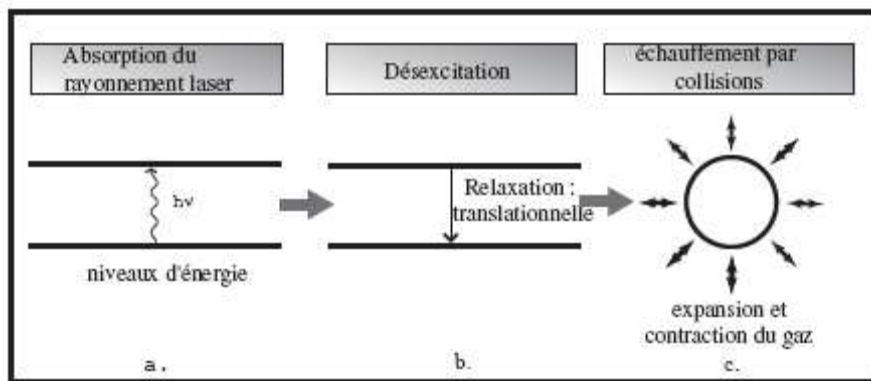 Absorption du
rayonnement laser
Désexcitation
échauffement par
collisions
hν
Relaxation :
translationnelle
niveaux d'énergie
expansion et
contraction du gaz
a.
b.
c.